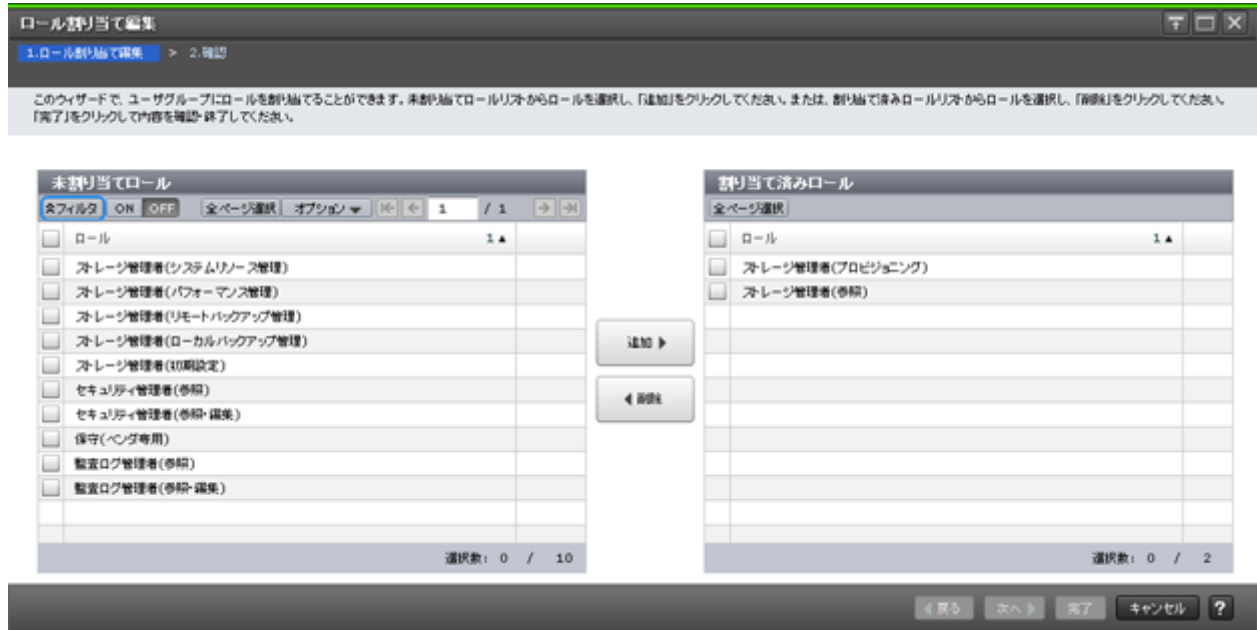 ロール割り当て編集
1.ロール割り当て編集 > 2.確認
このウィザードで、ユーザグループにロールを割り当てることができます。未割り当てロールリストからロールを選択し、「追加」をクリックしてください。または、割り当て済みロールリストからロールを選択し、「削除」をクリックしてください。
「完了」をクリックして内容を確認・終了してください。
未割り当てロール
全フィルタ ON OFF 全ページ選択 オプション 1 / 1
ロール 1
ストレージ管理者(システムリソース管理)
ストレージ管理者(パフォーマンス管理)
ストレージ管理者(リモートバックアップ管理)
ストレージ管理者(ローカルバックアップ管理)
ストレージ管理者(初期設定)
セキュリティ管理者(参照)
セキュリティ管理者(参照・編集)
保守(ベンダ専用)
監査ログ管理者(参照)
監査ログ管理者(参照・編集)
選択数: 0 / 10
追加
削除
割り当て済みロール
全ページ選択
ロール 1
ストレージ管理者(プロビジョニング)
ストレージ管理者(参照)
選択数: 0 / 2
戻る 次へ 完了 キャンセル ?